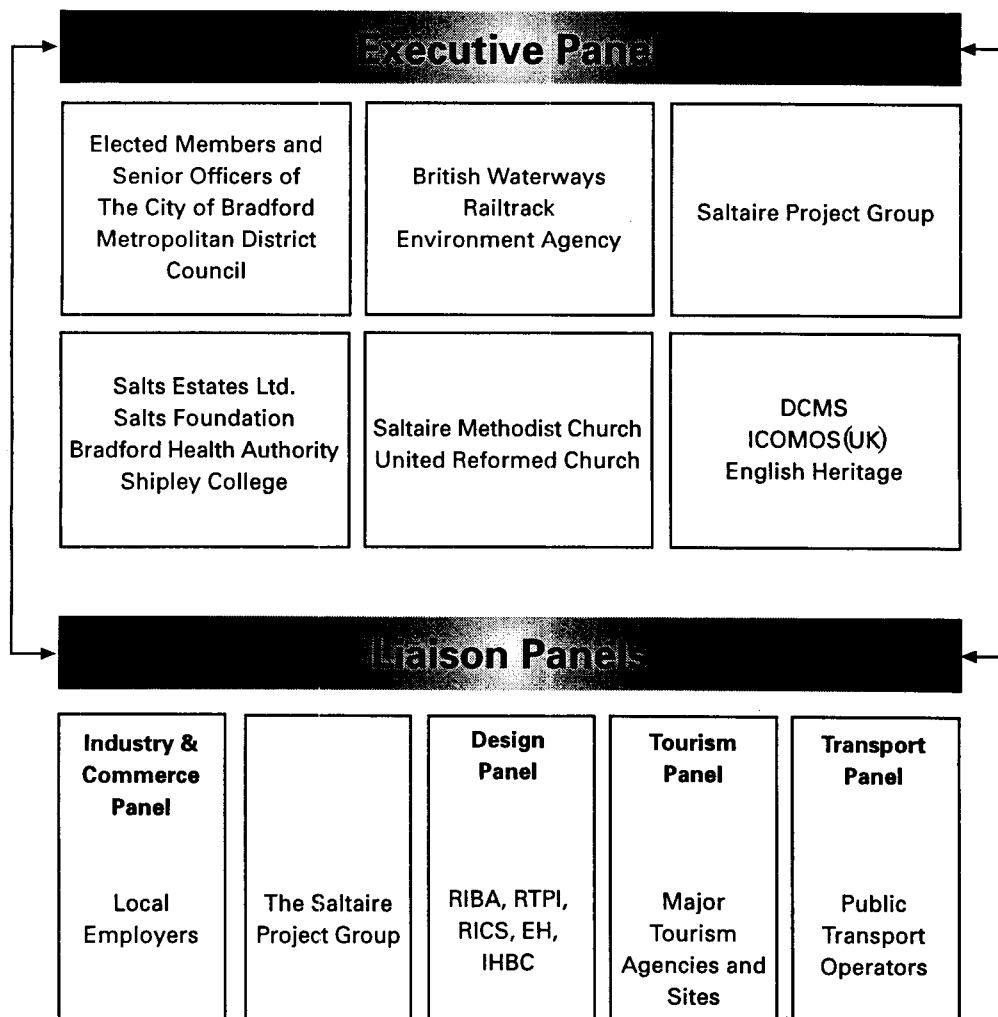 Executive Panel
Elected Members and
Senior Officers of
The City of Bradford
Metropolitan District
Council
British Waterways
Railtrack
Environment Agency
Saltaire Project Group
Salts Estates Ltd.
Salts Foundation
Bradford Health Authority
Shipley College
Saltaire Methodist Church
United Reformed Church
DCMS
ICOMOS(UK)
English Heritage
Liaison Panels
Industry &
Commerce
Panel
Local
Employers
The Saltaire
Project Group
Design
Panel
RIBA, RTPI,
RICS, EH,
IHBC
Tourism
Panel
Major
Tourism
Agencies and
Sites
Transport
Panel
Public
Transport
Operators